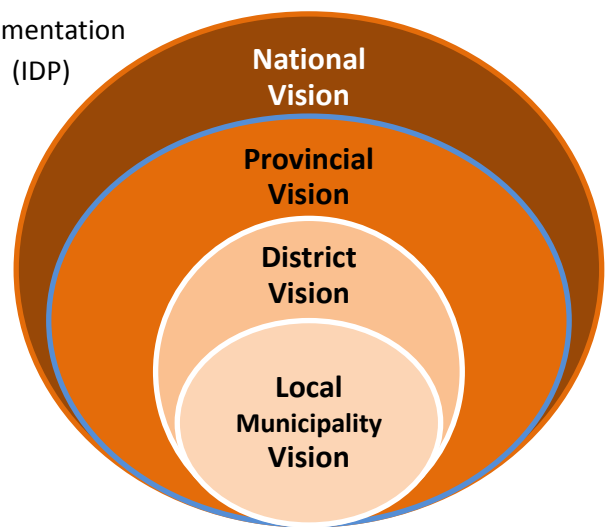 mentation
(IDP)
National
Vision
Provincial
Vision
District
Vision
Local
Municipality
Vision